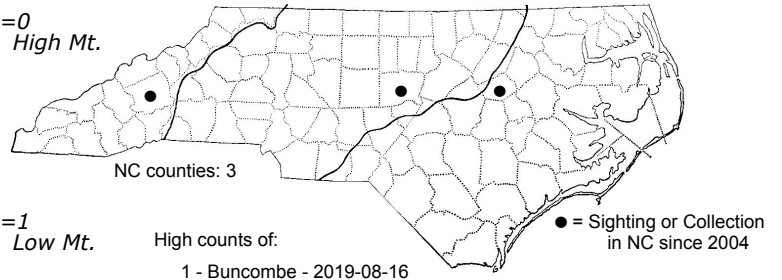 =0
High Mt.
NC counties: 3
=1
Low Mt.
High counts of:
1 - Buncombe - 2019-08-16
● = Sighting or Collection
in NC since 2004